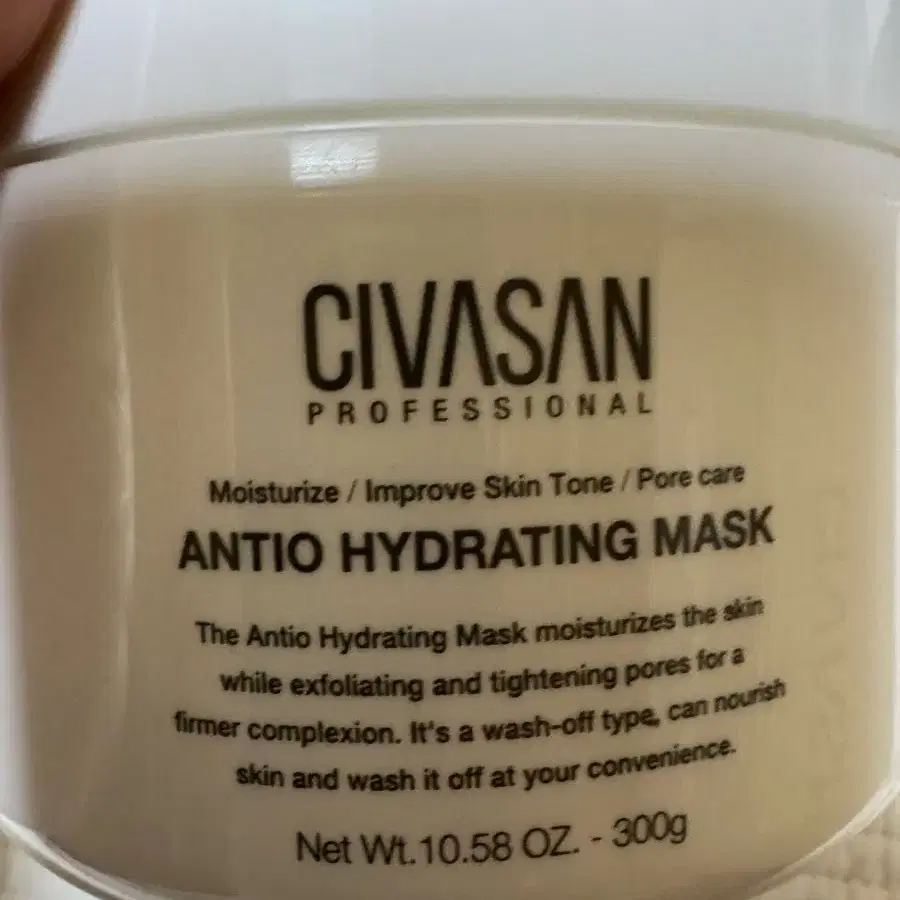 CIVASAN
PROFESSIONAL
Moisturize / Improve Skin Tone / Pore care
ANTIO HYDRATING MASK
The Antio Hydrating Mask moisturizes the skin
while exfoliating and tightening pores for a
firmer complexion. It's a wash-off type, can nourish
skin and wash it off at your convenience.
Net Wt.10.58 OZ. - 300g